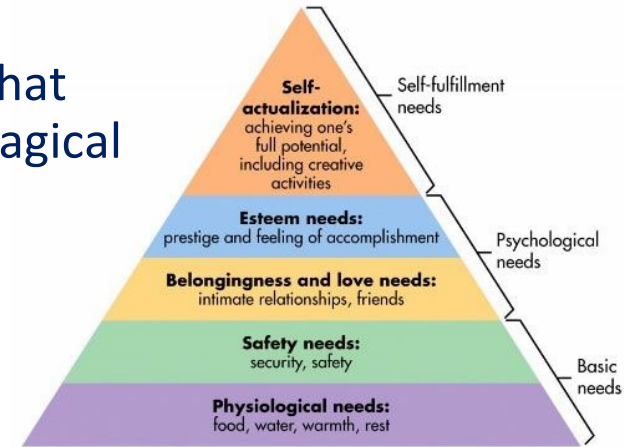 hat
agical
Self-
actualization:
achieving one's
full potential,
including creative
activities
Self-fulfillment
needs
Esteem needs:
prestige and feeling of accomplishment
Belongingness and love needs:
intimate relationships, friends
Psychological
needs
Safety needs:
security, safety
Physiological needs:
food, water, warmth, rest
Basic
needs